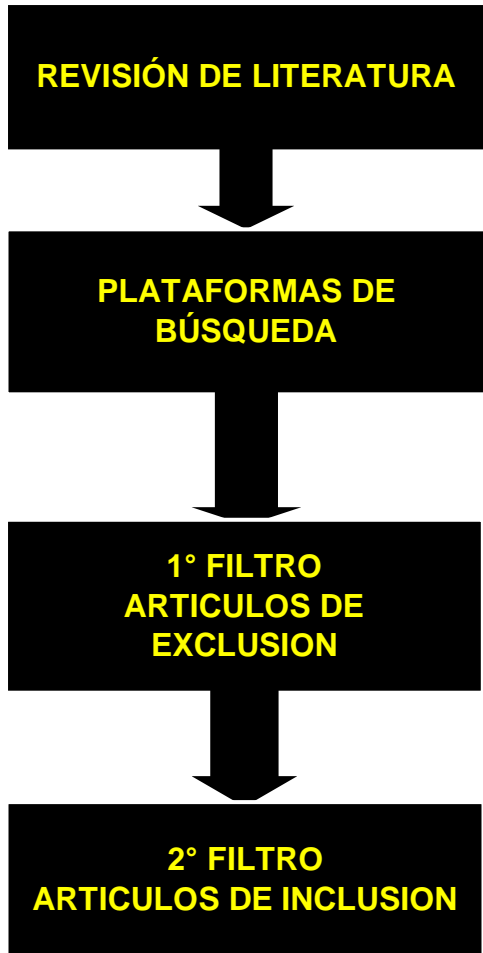 REVISIÓN DE LITERATURA
PLATAFORMAS DE
BÚSQUEDA
1° FILTRO
ARTICULOS DE
EXCLUSION
2° FILTRO
ARTICULOS DE INCLUSION